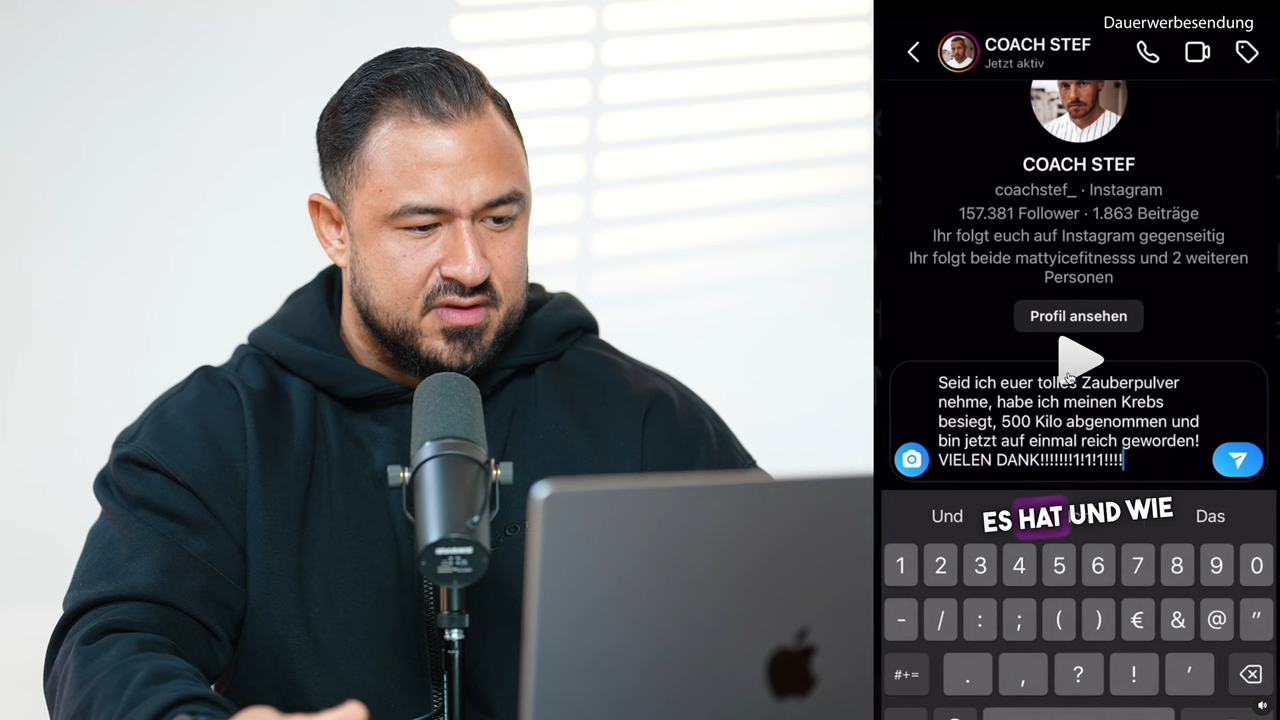 Dauerwerbesendung
COACH STEF
Jetzt aktiv
COACH STEF
coachstef_ · Instagram
157.381 Follower · 1.863 Beiträge
Ihr folgt euch auf Instagram gegenseitig
Ihr folgt beide mattyicefitnesss und 2 weiteren
Personen
Profil ansehen
Seid ich euer tolles Zauberpulver
nehme, habe ich meinen Krebs
besiegt, 500 Kilo abgenommen und
bin jetzt auf einmal reich geworden!
VIELEN DANK!!!!!!!1!1!1!!!!
Und
Das
ES HAT UND WIE
1 2 3 4 5 6 7 8 9 0
- / : ; ( ) € & @ "
#+= . , ? ! '